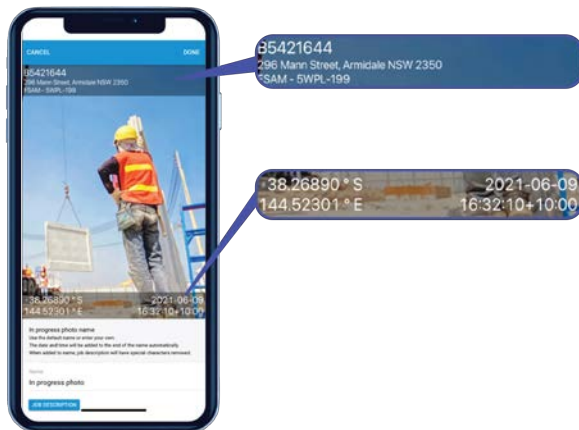 CANCEL DONE
B5421644
296 Mann Street, Armidale NSW 2350
FSAM - 5WPL-199
-38.26890 ° S 2021-06-09
144.52301 ° E 16:32:10+10:00
In progress photo name
Use the default name or enter your own.
The date and time will be added to the end of the name automatically.
When added to name, job description will have special characters removed.
Name
In progress photo
JOB DESCRIPTION
B5421644
296 Mann Street, Armidale NSW 2350
FSAM - 5WPL-199
-38.26890 ° S 2021-06-09
144.52301 ° E 16:32:10+10:00